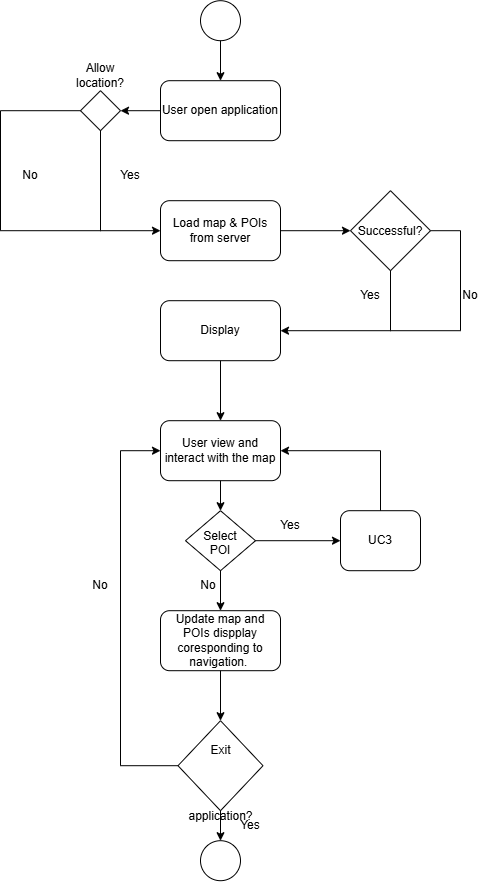 Allow
location?
User open application
No
Yes
Load map & POIs
from server
Successful?
Yes
No
Display
User view and
interact with the map
Select
POI
Yes
UC3
No
No
Update map and
POIs dispplay
coresponding to
navigation.
Exit
application?
Yes